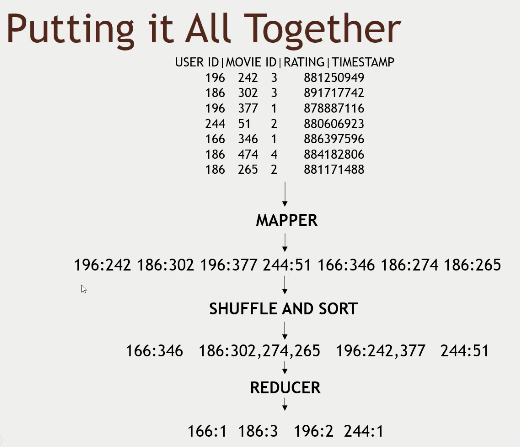 Putting it All Together
USER ID|MOVIE ID|RATING|TIMESTAMP
196 242 3 881250949
186 302 3 891717742
196 377 1 878887116
244 51 2 880606923
166 346 1 886397596
186 474 4 884182806
186 265 2 881171488
MAPPER
196:242 186:302 196:377 244:51 166:346 186:274 186:265
SHUFFLE AND SORT
166:346 186:302,274,265 196:242,377 244:51
REDUCER
166:1 186:3 196:2 244:1